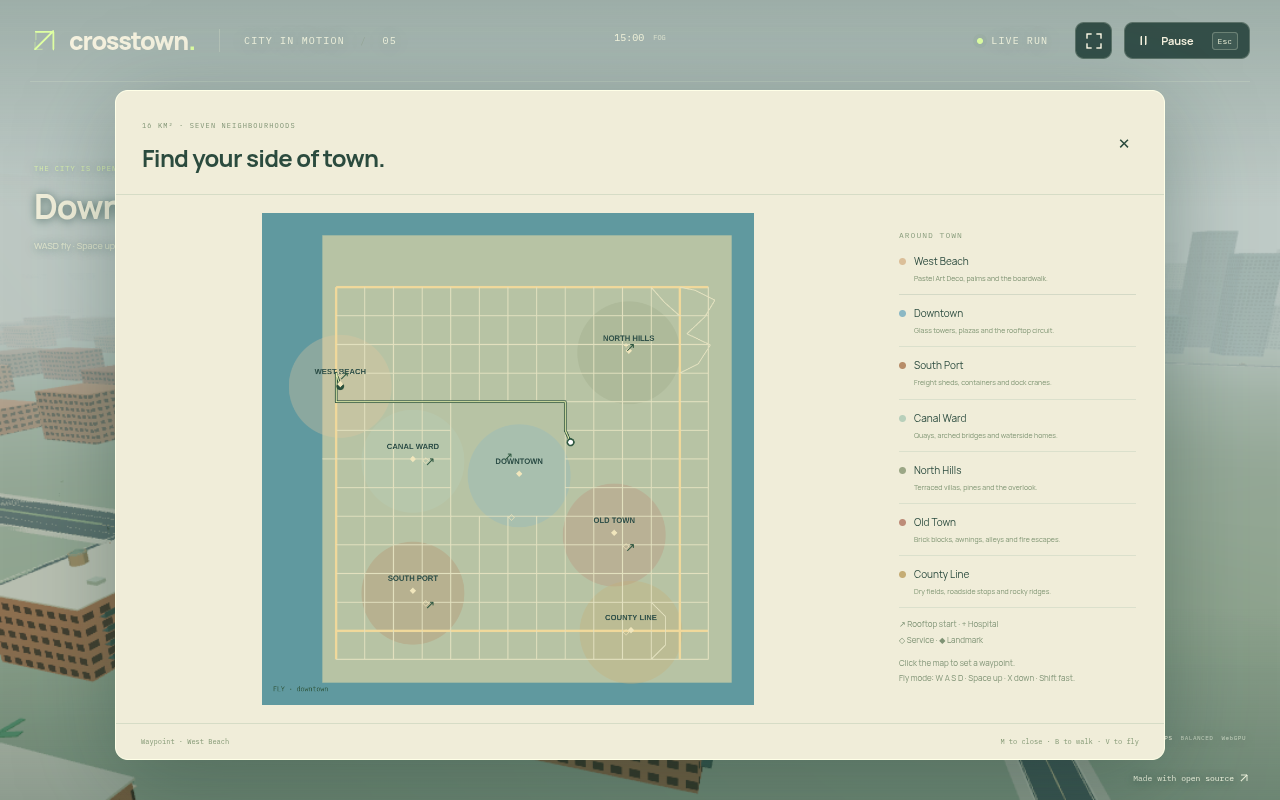 crosstown.
CITY IN MOTION / 05
15:00 FOG
LIVE RUN
Pause Esc
THE CITY IS OPEN
Down
WASD fly · Space up
16 KM² · SEVEN NEIGHBOURHOODS
Find your side of town.
×
NORTH HILLS
WEST BEACH
CANAL WARD
DOWNTOWN
OLD TOWN
SOUTH PORT
COUNTY LINE
FLY · downtown
AROUND TOWN
West Beach
Pastel Art Deco, palms and the boardwalk.
Downtown
Glass towers, plazas and the rooftop circuit.
South Port
Freight sheds, containers and dock cranes.
Canal Ward
Quays, arched bridges and waterside homes.
North Hills
Terraced villas, pines and the overlook.
Old Town
Brick blocks, awnings, alleys and fire escapes.
County Line
Dry fields, roadside stops and rocky ridges.
↗ Rooftop start · + Hospital
◇ Service · ◆ Landmark
Click the map to set a waypoint.
Fly mode: W A S D · Space up · X down · Shift fast.
Waypoint · West Beach
M to close · B to walk · V to fly
PS BALANCED WebGPU
Made with open source